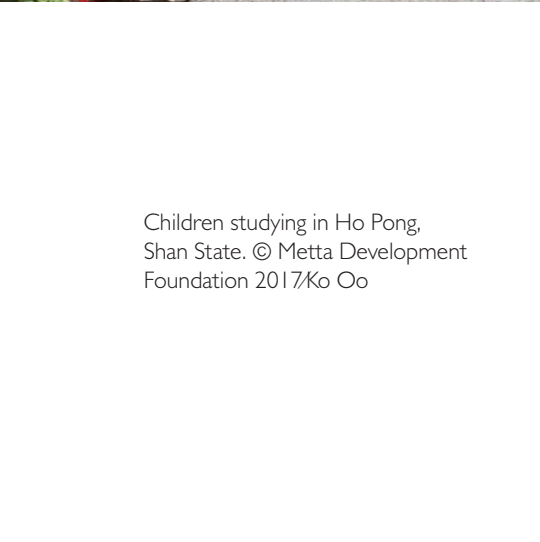 Children studying in Ho Pong,
Shan State. © Metta Development
Foundation 2017/Ko Oo